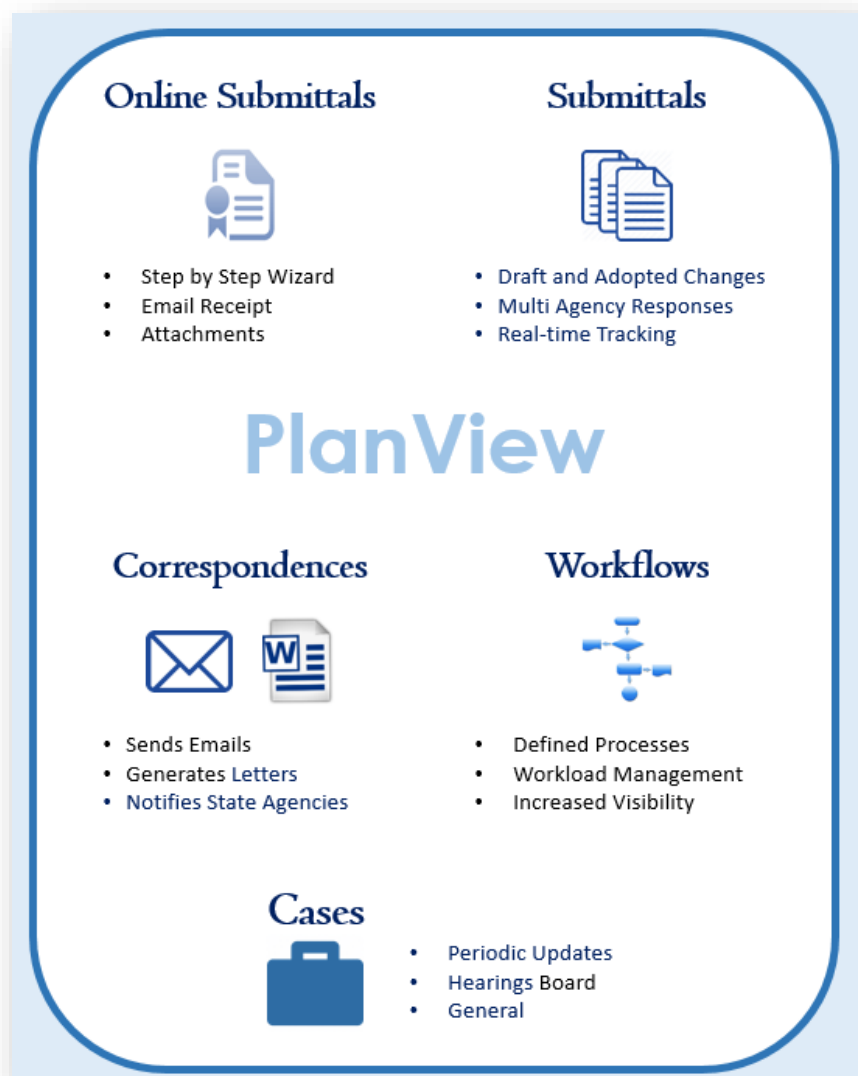 Online Submittals
• Step by Step Wizard
• Email Receipt
• Attachments
Submittals
• Draft and Adopted Changes
• Multi Agency Responses
• Real-time Tracking
PlanView
Correspondences
W
• Sends Emails
• Generates Letters
• Notifies State Agencies
Workflows
• Defined Processes
• Workload Management
• Increased Visibility
Cases
• Periodic Updates
• Hearings Board
• General